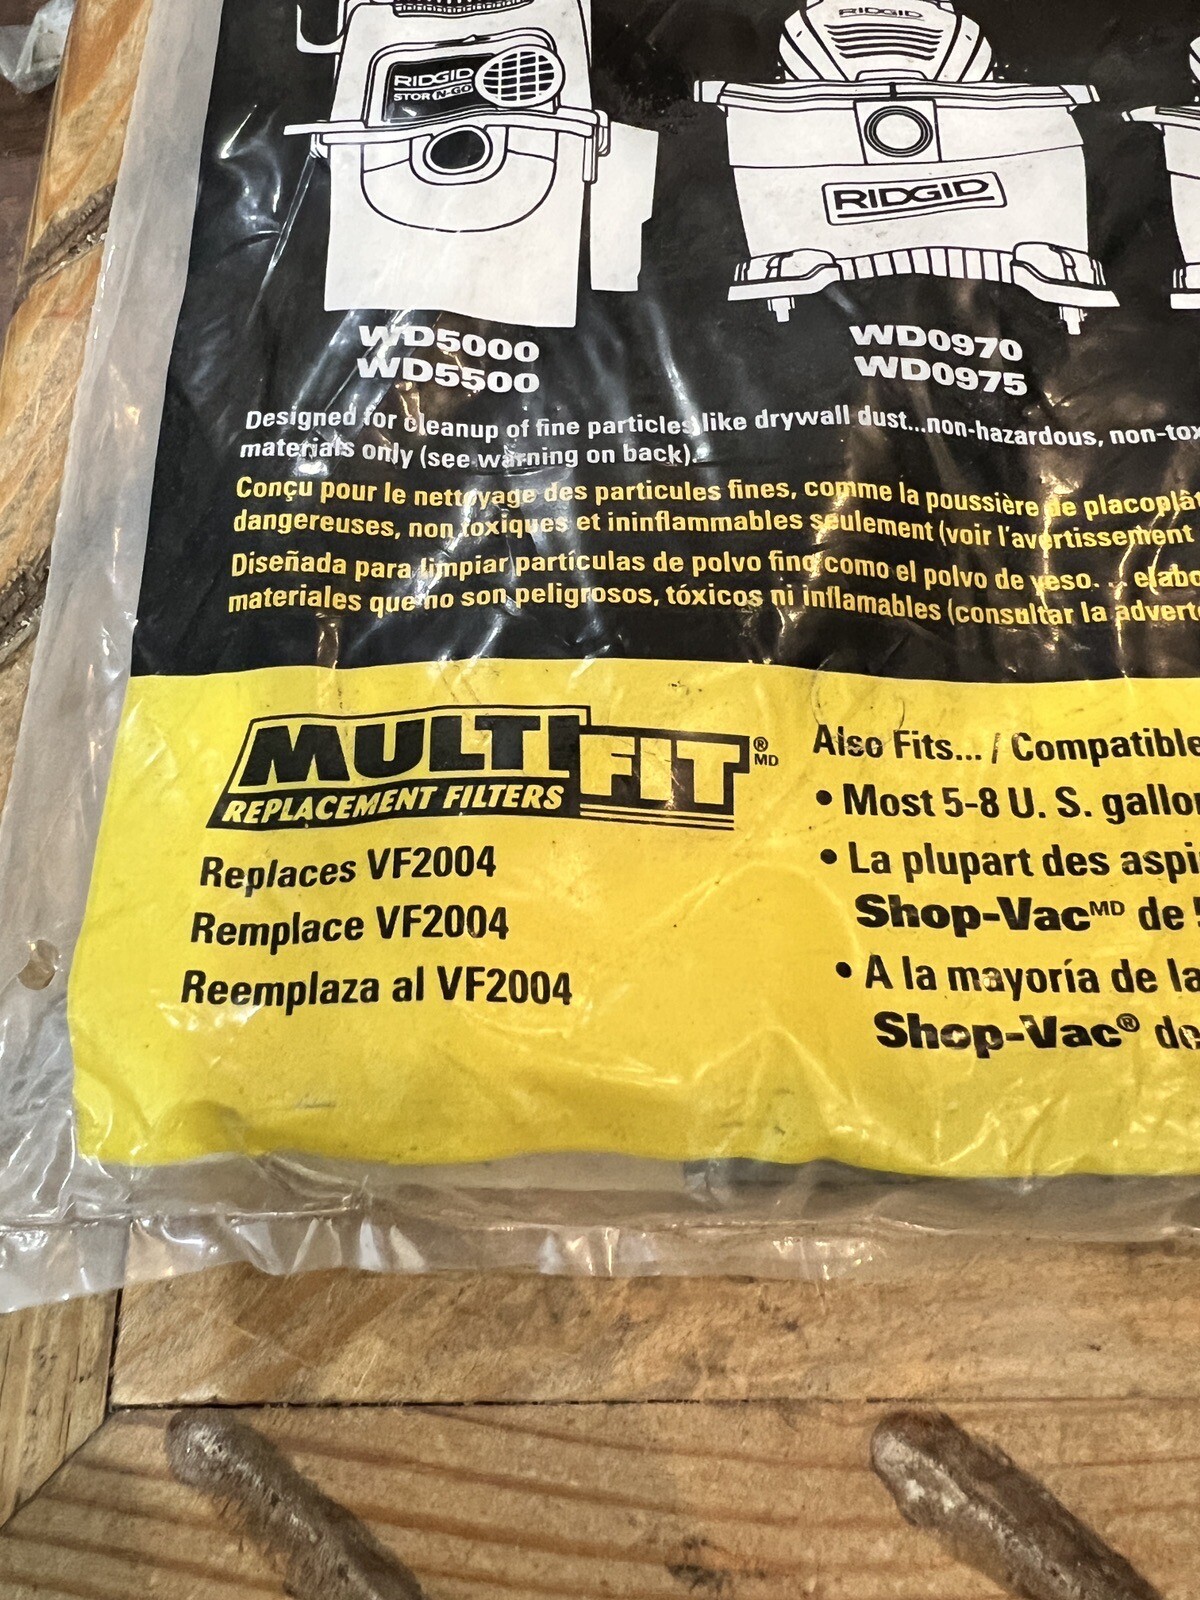 RIDGID
STOR N-GO
RIDGID
RIDGID
WD5000
WD5500
WD0970
WD0975
Designed for cleanup of fine particles like drywall dust...non-hazardous, non-tox
materials only (see warning on back).
Conçu pour le nettoyage des particules fines, comme la poussière de placoplâ
dangereuses, non toxiques et ininflammables seulement (voir l'avertissement
Diseñada para limpiar partículas de polvo fino como el polvo de yeso... elabo
materiales que no son peligrosos, tóxicos ni inflamables (consultar la advert
MULTI FIT ® MD
REPLACEMENT FILTERS
Replaces VF2004
Remplace VF2004
Reemplaza al VF2004
Also Fits... / Compatible
• Most 5-8 U. S. gallo
• La plupart des aspi
Shop-Vac MD de 5
• A la mayoría de la
Shop-Vac® de